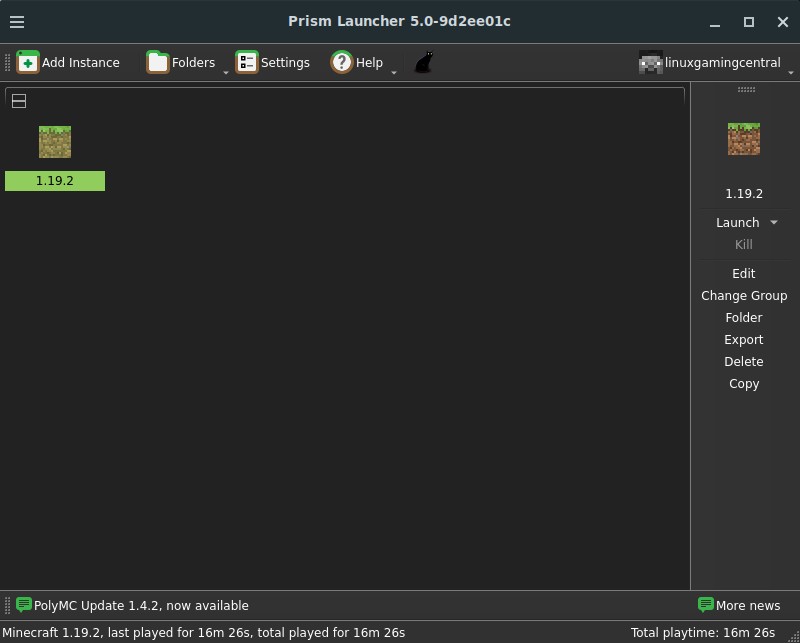 Prism Launcher 5.0-9d2ee01c
Add Instance Folders Settings Help linuxgamingcentral
1.19.2
1.19.2
Launch
Kill
Edit
Change Group
Folder
Export
Delete
Copy
PolyMC Update 1.4.2, now available More news
Minecraft 1.19.2, last played for 16m 26s, total played for 16m 26s Total playtime: 16m 26s